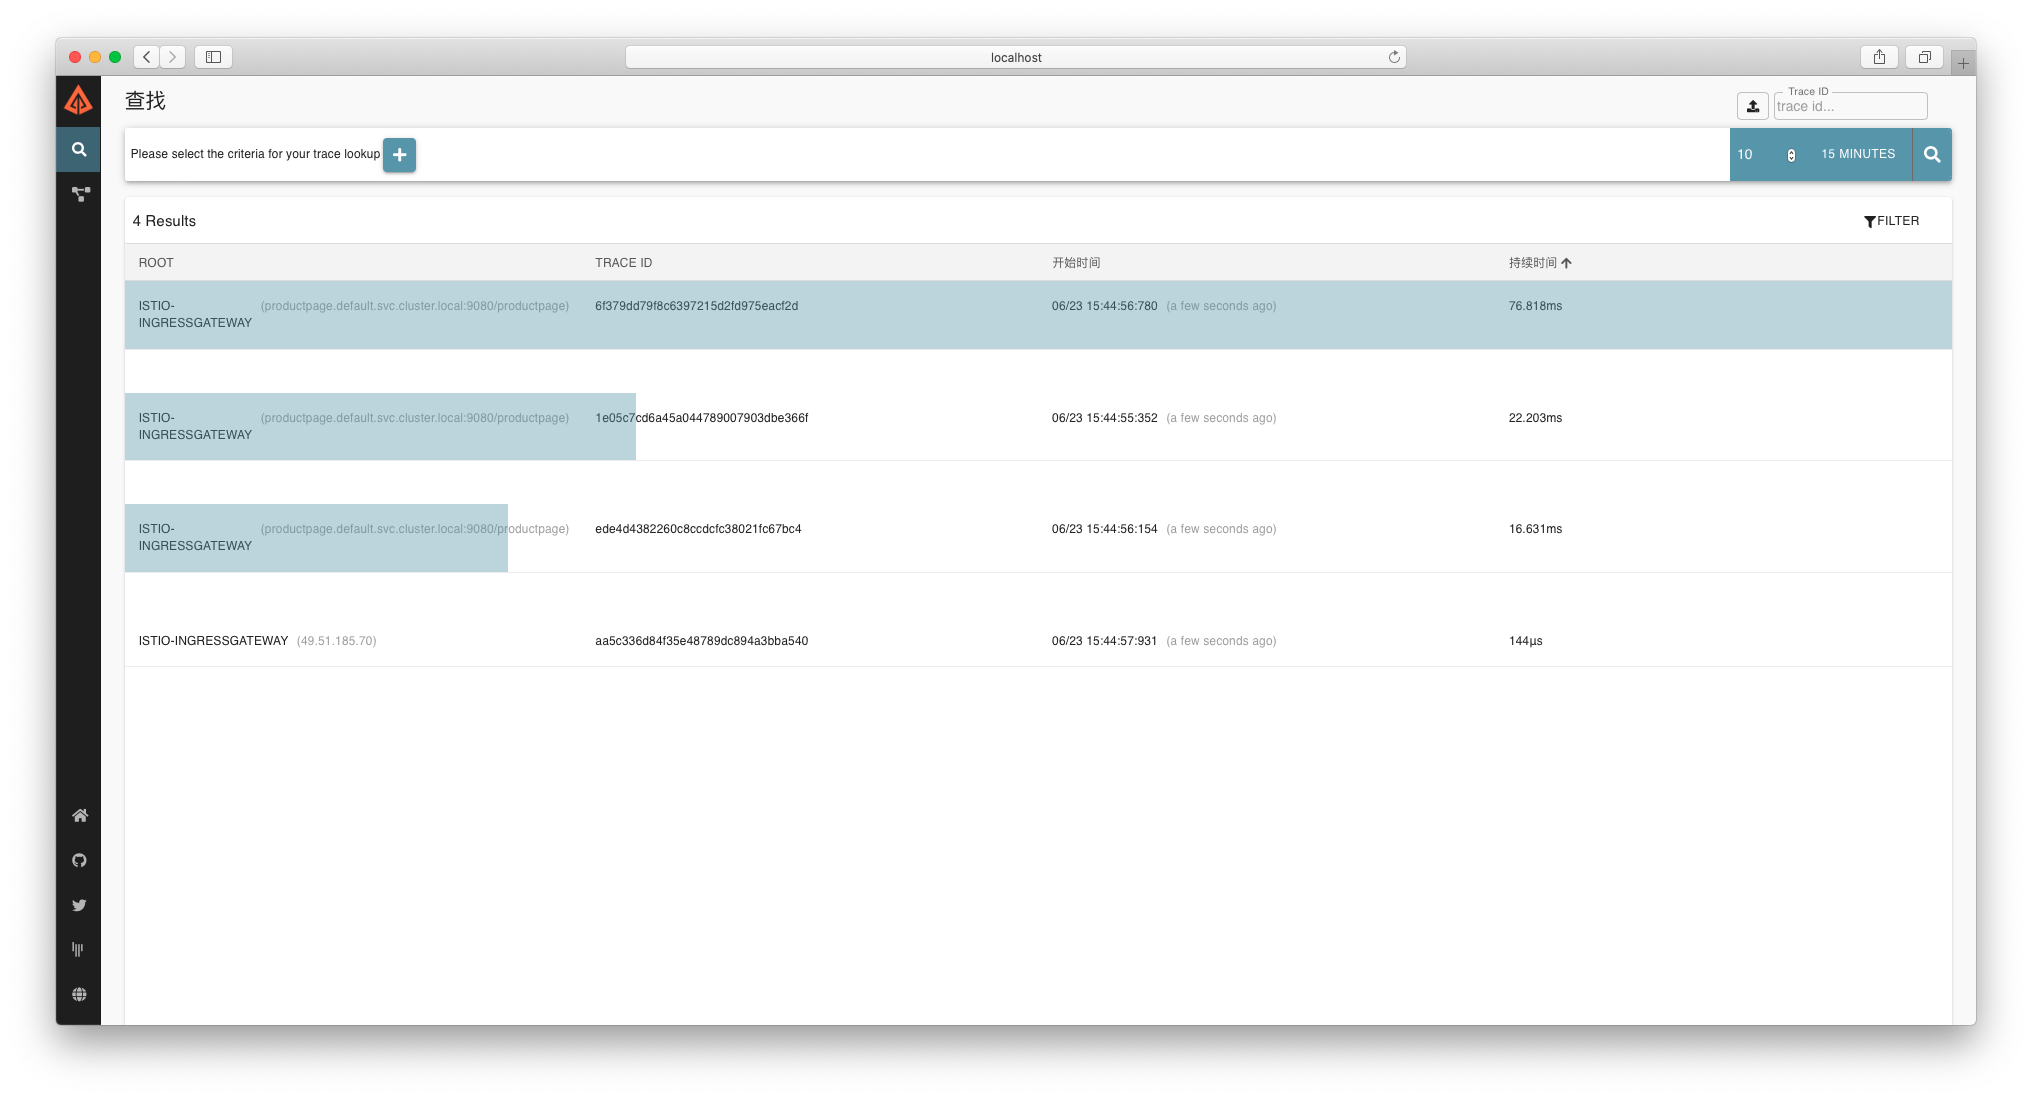 localhost
查找
Trace ID
trace id...
Please select the criteria for your trace lookup
10
15 MINUTES
4 Results
FILTER
ROOT
TRACE ID
开始时间
持续时间
ISTIO-
INGRESSGATEWAY
(productpage.default.svc.cluster.local:9080/productpage)
6f379dd79f8c6397215d2fd975eacf2d
06/23 15:44:56:780
(a few seconds ago)
76.818ms
ISTIO-
INGRESSGATEWAY
(productpage.default.svc.cluster.local:9080/productpage)
1e05c7cd6a45a044789007903dbe366f
06/23 15:44:55:352
(a few seconds ago)
22.203ms
ISTIO-
INGRESSGATEWAY
(productpage.default.svc.cluster.local:9080/productpage)
ede4d4382260c8ccdcfc38021fc67bc4
06/23 15:44:56:154
(a few seconds ago)
16.631ms
ISTIO-INGRESSGATEWAY
(49.51.185.70)
aa5c336d84f35e48789dc894a3bba540
06/23 15:44:57:931
(a few seconds ago)
144μs